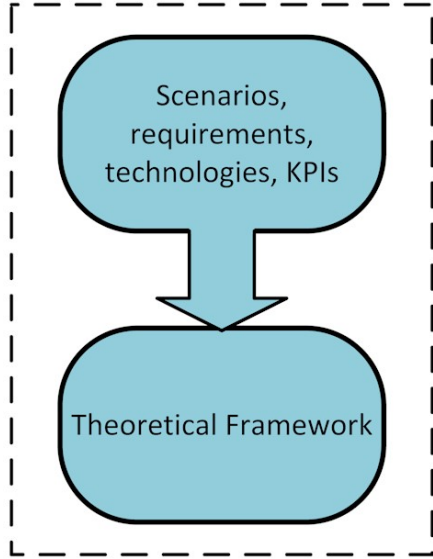 Scenarios,
requirements,
technologies, KPIs
Theoretical Framework